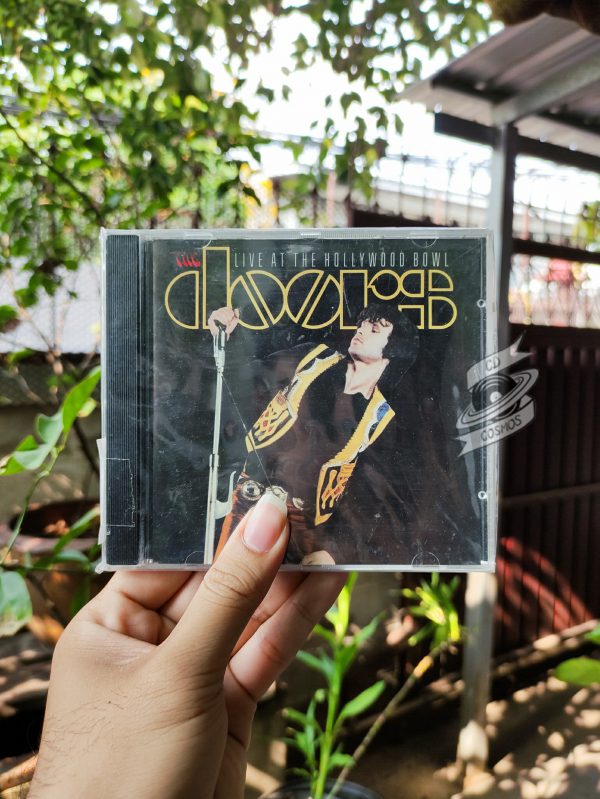 THE
LIVE AT THE HOLLYWOOD BOWL
doors
CD
COSMOS